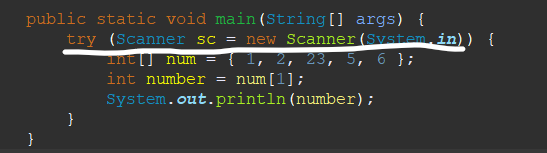 public static void main(String[] args) {
try (Scanner sc = new Scanner(System.in)) {
int[] num = { 1, 2, 23, 5, 6 };
int number = num[1];
System.out.println(number);
}
}